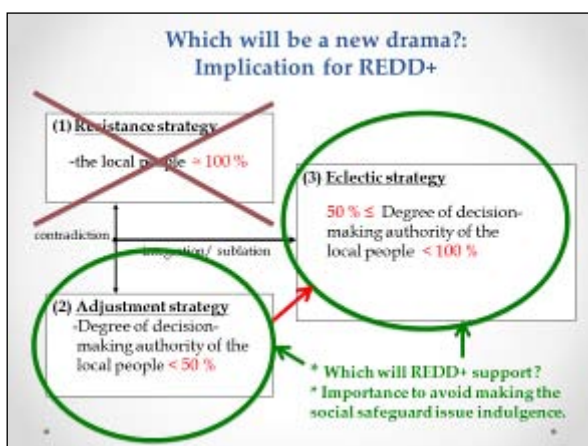 Which will be a new drama?:
Implication for REDD+
(1) Resistance strategy
-the local people = 100 %
contradiction
integration/ sublation
(2) Adjustment strategy
-Degree of decision-
making authority of the
local people < 50 %
(3) Eclectic strategy
50 % ≤ Degree of decision-
making authority of the
local people < 100 %
* Which will REDD+ support?
* Importance to avoid making the
social safeguard issue indulgence.